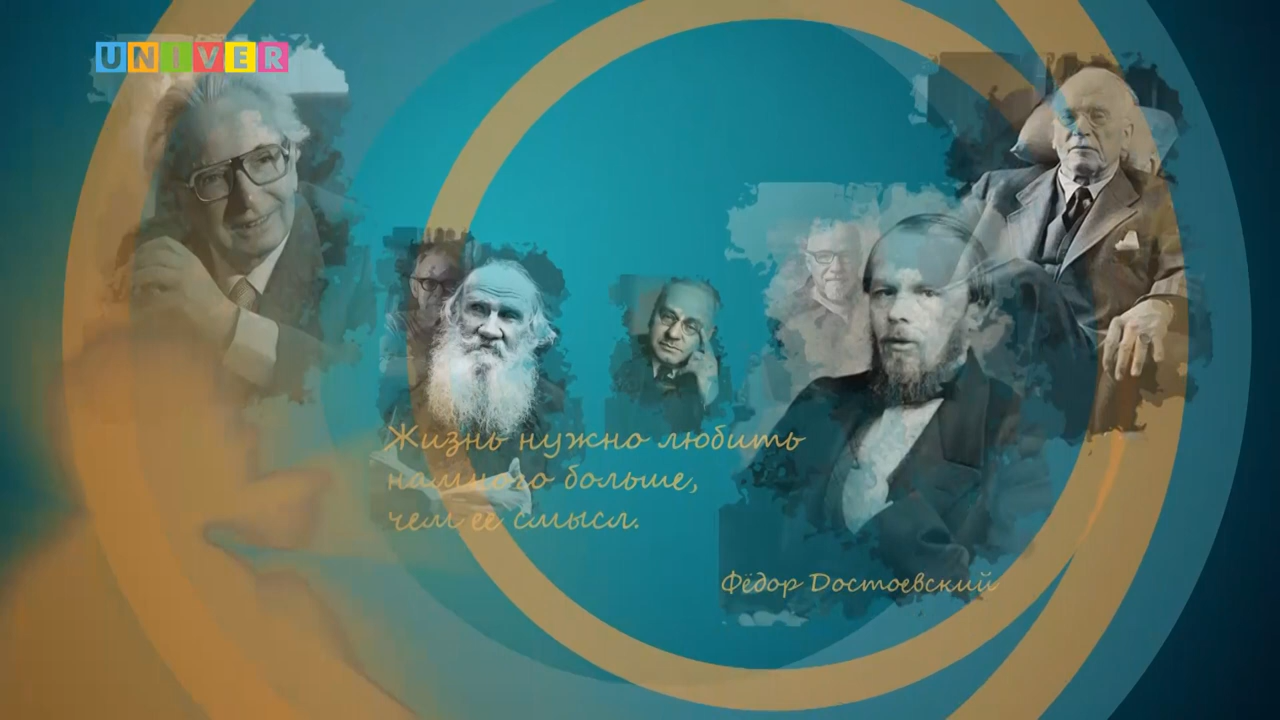 UNIVER
Жизнь нужно любить
намного больше,
чем ее смысл.
Фёдор Достоевский